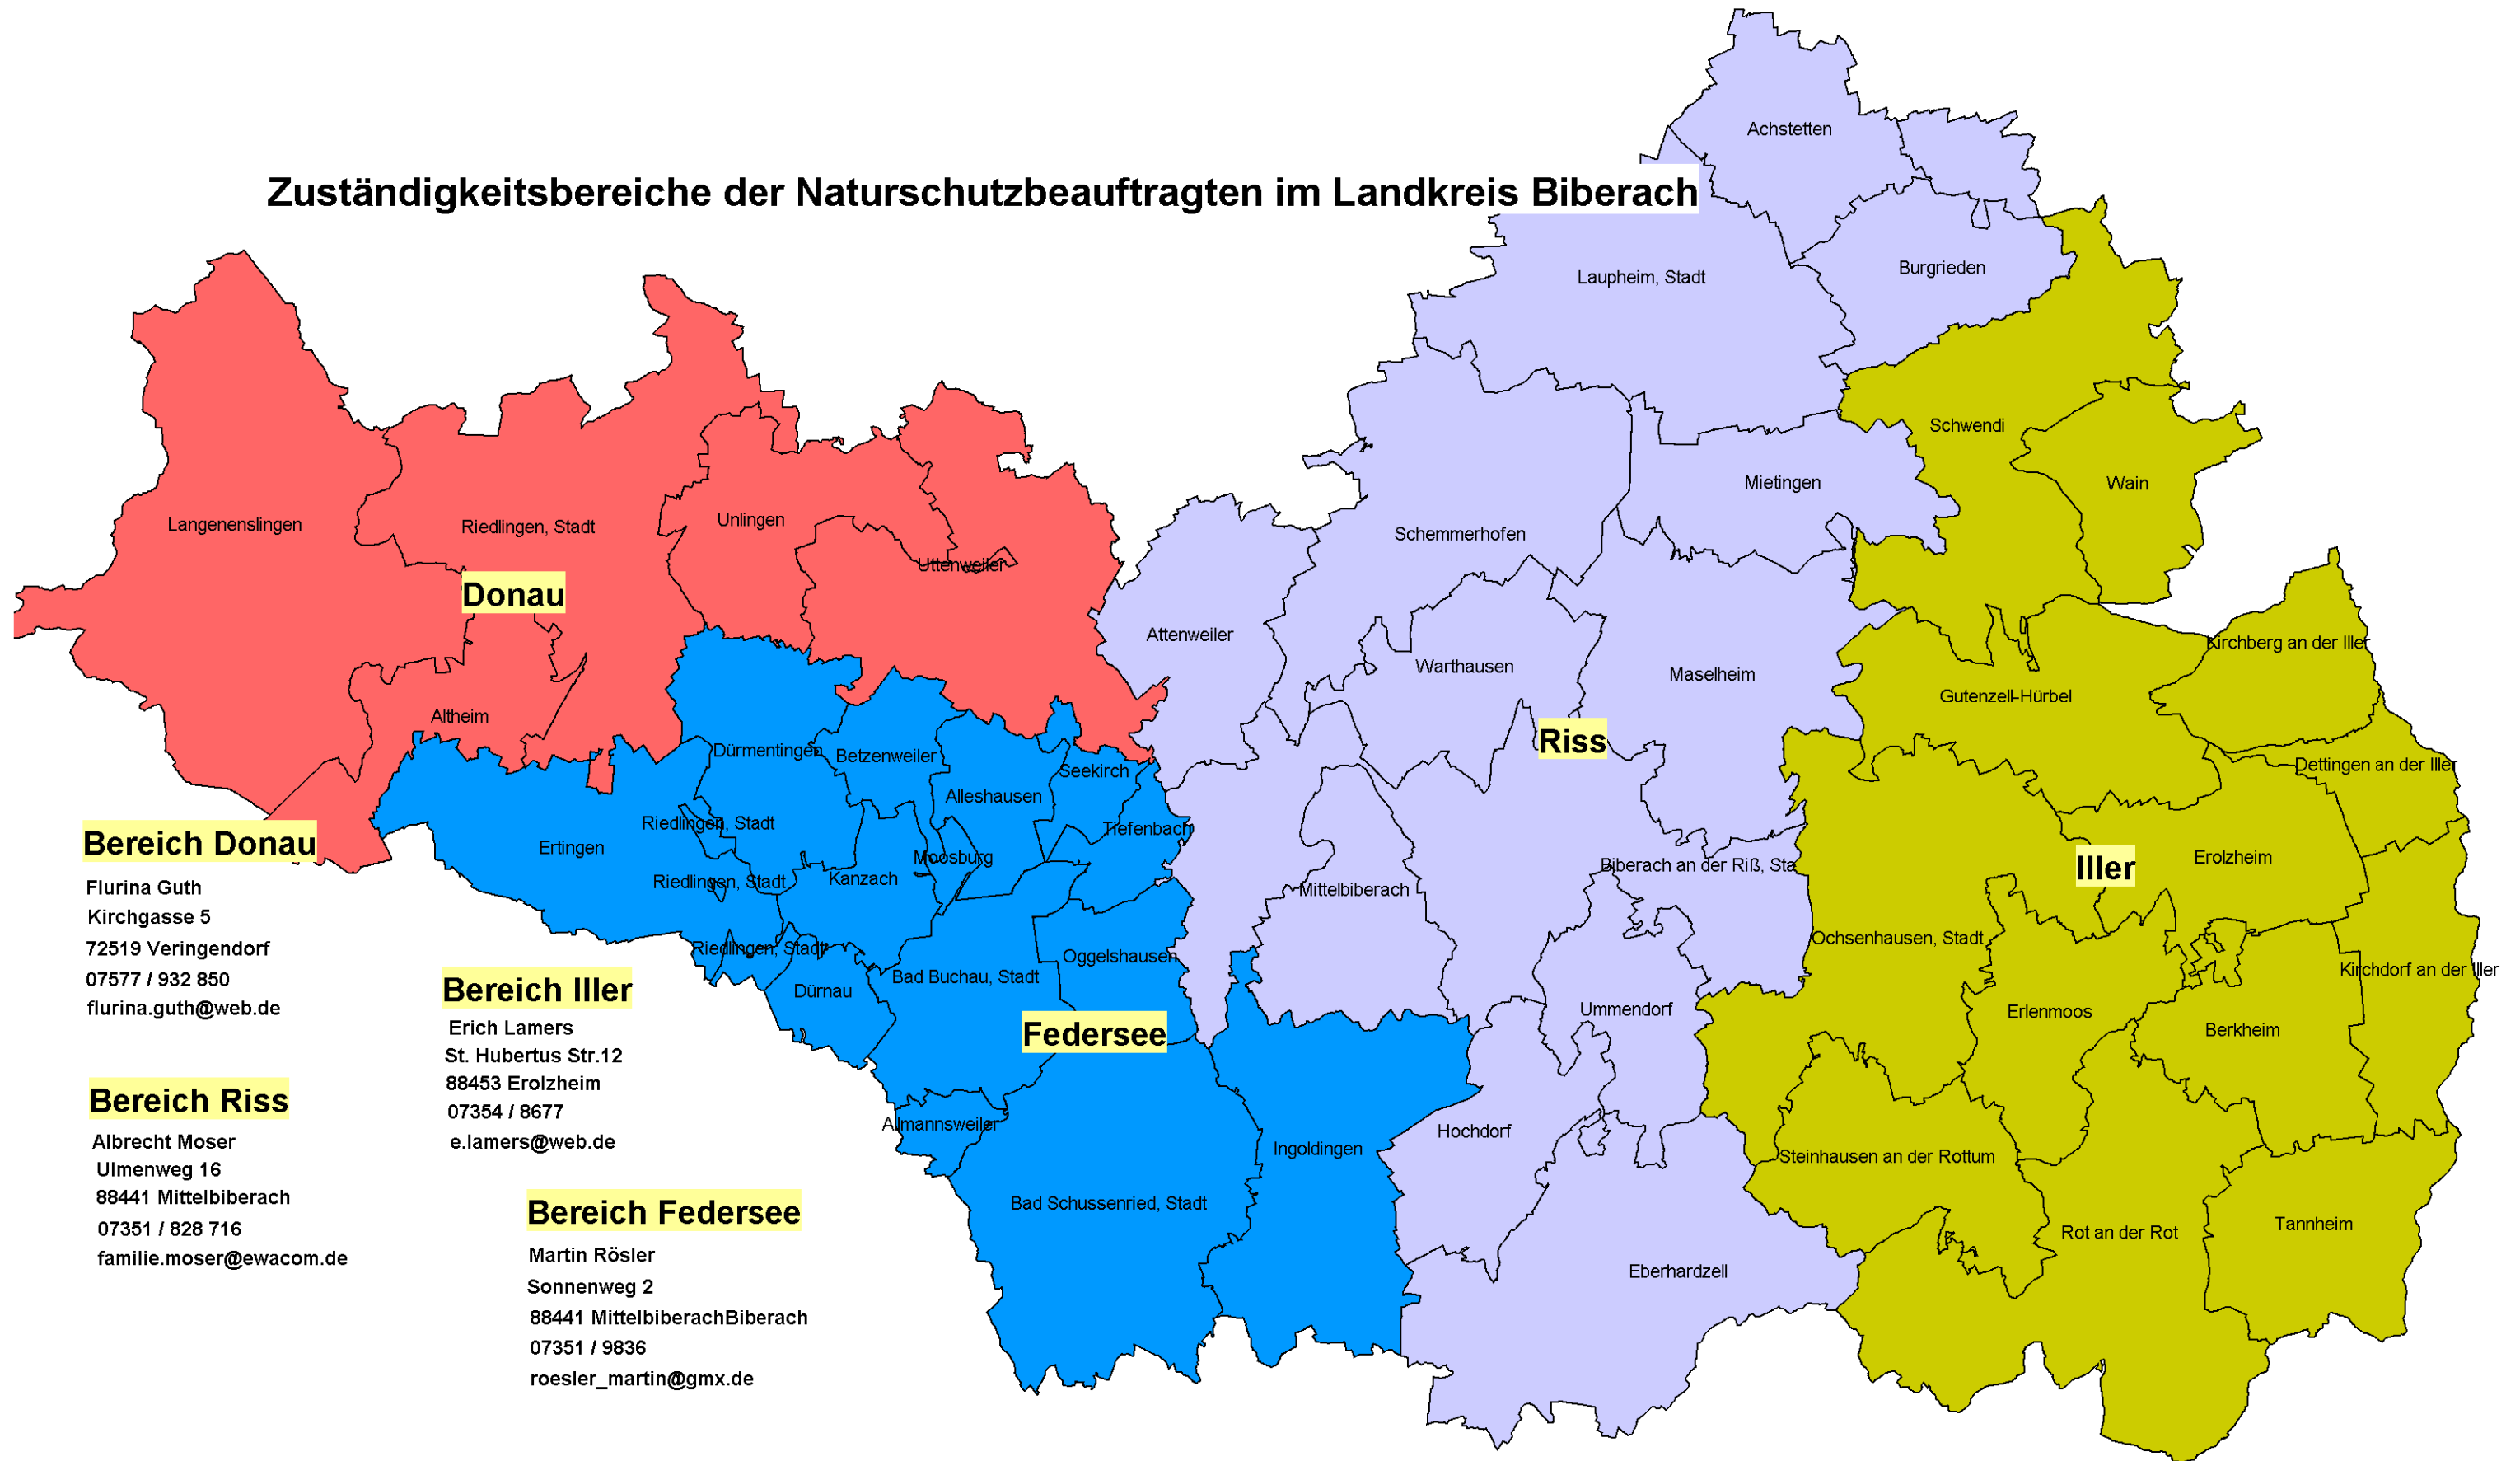 Zuständigkeitsbereiche der Naturschutzbeauftragten im Landkreis Biberach
Achstetten
Burgrieden
Laupheim, Stadt
Schwendi
Wain
Mietingen
Langenenslingen
Riedlingen, Stadt
Unlingen
Schemmerhofen
Uttenweiler
Donau
Attenweiler
Kirchberg an der Iller
Warthausen
Maselheim
Gutenzell-Hürbel
Altheim
Riss
Dürmentingen
Betzenweiler
Seekirch
Dettingen an der Iller
Alleshausen
Riedlingen, Stadt
Tiefenbach
Ertingen
Moosburg
Erolzheim
Biberach an der Riß, Sta
Iller
Riedlingen, Stadt
Kanzach
Mittelbiberach
Ochsenhausen, Stadt
Riedlingen, Stadt
Oggelshausen
Bad Buchau, Stadt
Kirchdorf an der Iller
Dürnau
Ummendorf
Erlenmoos
Berkheim
Federsee
Allmannsweiler
Hochdorf
Ingoldingen
Steinhausen an der Rottum
Bad Schussenried, Stadt
Rot an der Rot
Tannheim
Eberhardzell
Bereich Donau
Flurina Guth
Kirchgasse 5
72519 Veringendorf
07577 / 932 850
flurina.guth@web.de
Bereich Iller
Erich Lamers
St. Hubertus Str.12
88453 Erolzheim
07354 / 8677
e.lamers@web.de
Bereich Riss
Albrecht Moser
Ulmenweg 16
88441 Mittelbiberach
07351 / 828 716
familie.moser@ewacom.de
Bereich Federsee
Martin Rösler
Sonnenweg 2
88441 MittelbiberachBiberach
07351 / 9836
roesler_martin@gmx.de